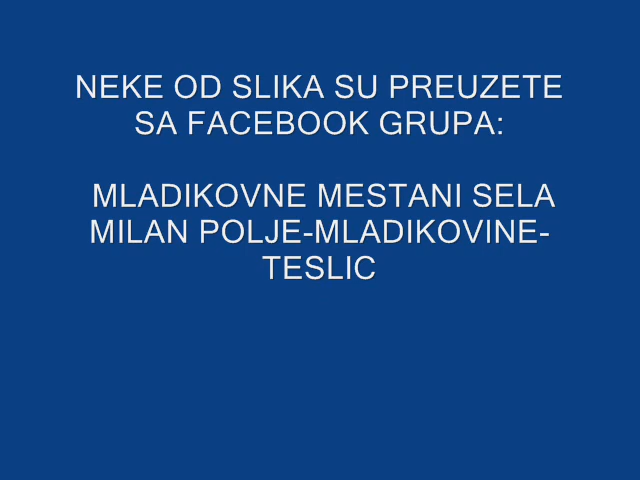 NEKE OD SLIKA SU PREUZETE
SA FACEBOOK GRUPA:
MLADIKOVNE MESTANI SELA
MILAN POLJE-MLADIKOVINE-
TESLIC